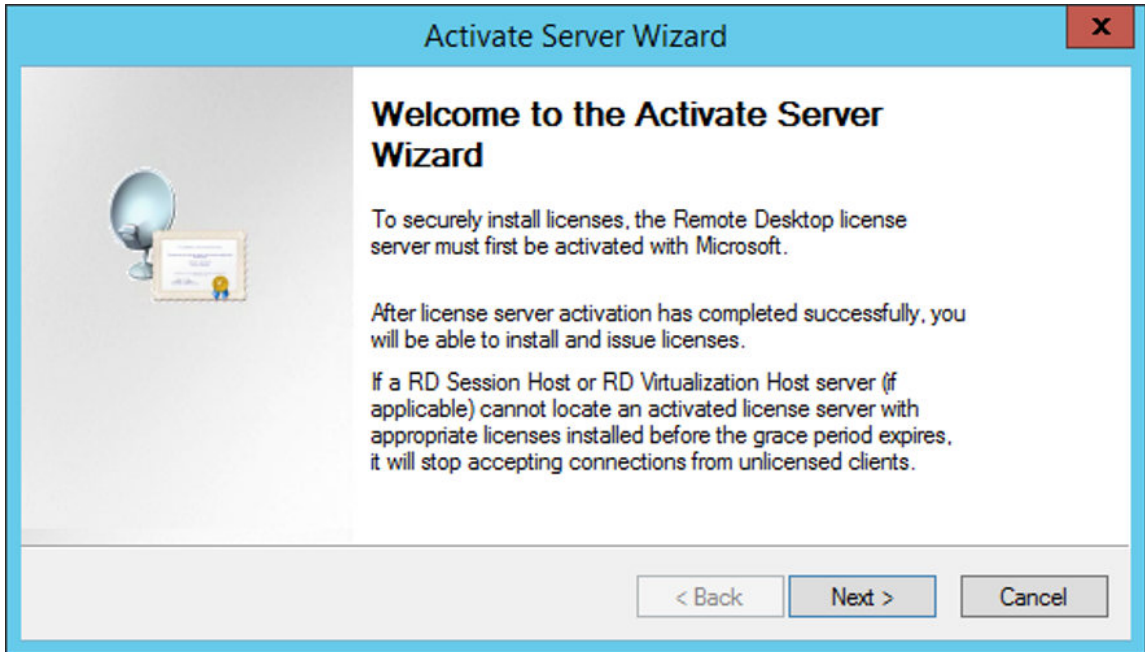 Activate Server Wizard
X
Welcome to the Activate Server
Wizard
To securely install licenses, the Remote Desktop license
server must first be activated with Microsoft.
After license server activation has completed successfully, you
will be able to install and issue licenses.
If a RD Session Host or RD Virtualization Host server (if
applicable) cannot locate an activated license server with
appropriate licenses installed before the grace period expires,
it will stop accepting connections from unlicensed clients.
< Back
Next >
Cancel